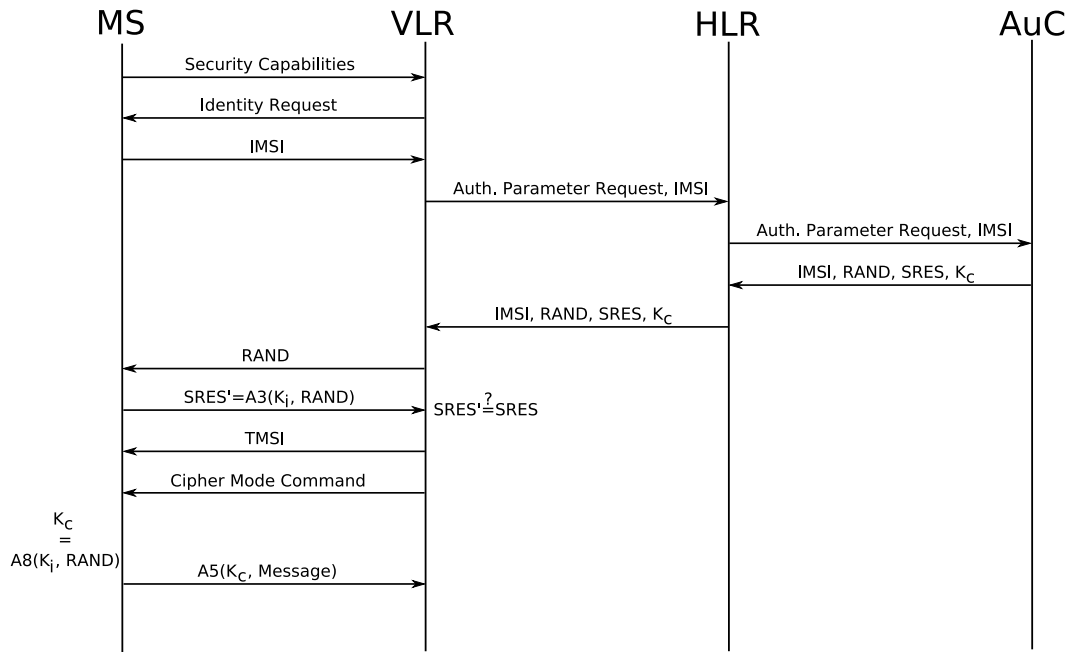 MS
VLR
HLR
AuC
Security Capabilities
Identity Request
IMSI
Auth. Parameter Request, IMSI
Auth. Parameter Request, IMSI
IMSI, RAND, SRES, Kc
IMSI, RAND, SRES, Kc
RAND
SRES'=A3(Ki, RAND)
?
SRES'=SRES
TMSI
Cipher Mode Command
Kc
=
A8(Ki, RAND)
A5(Kc, Message)